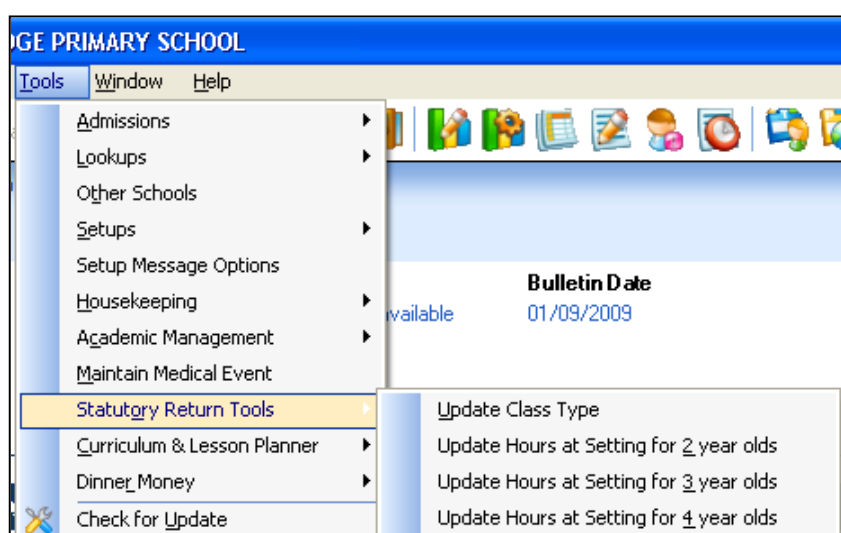 GE PRIMARY SCHOOL
Tools Window Help
Admissions
Lookups
Other Schools
Setups
Setup Message Options
Bulletin Date
Housekeeping
vailable 01/09/2009
Academic Management
Maintain Medical Event
Statutory Return Tools Update Class Type
Curriculum & Lesson Planner Update Hours at Setting for 2 year olds
Dinner Money Update Hours at Setting for 3 year olds
Check for Update Update Hours at Setting for 4 year olds